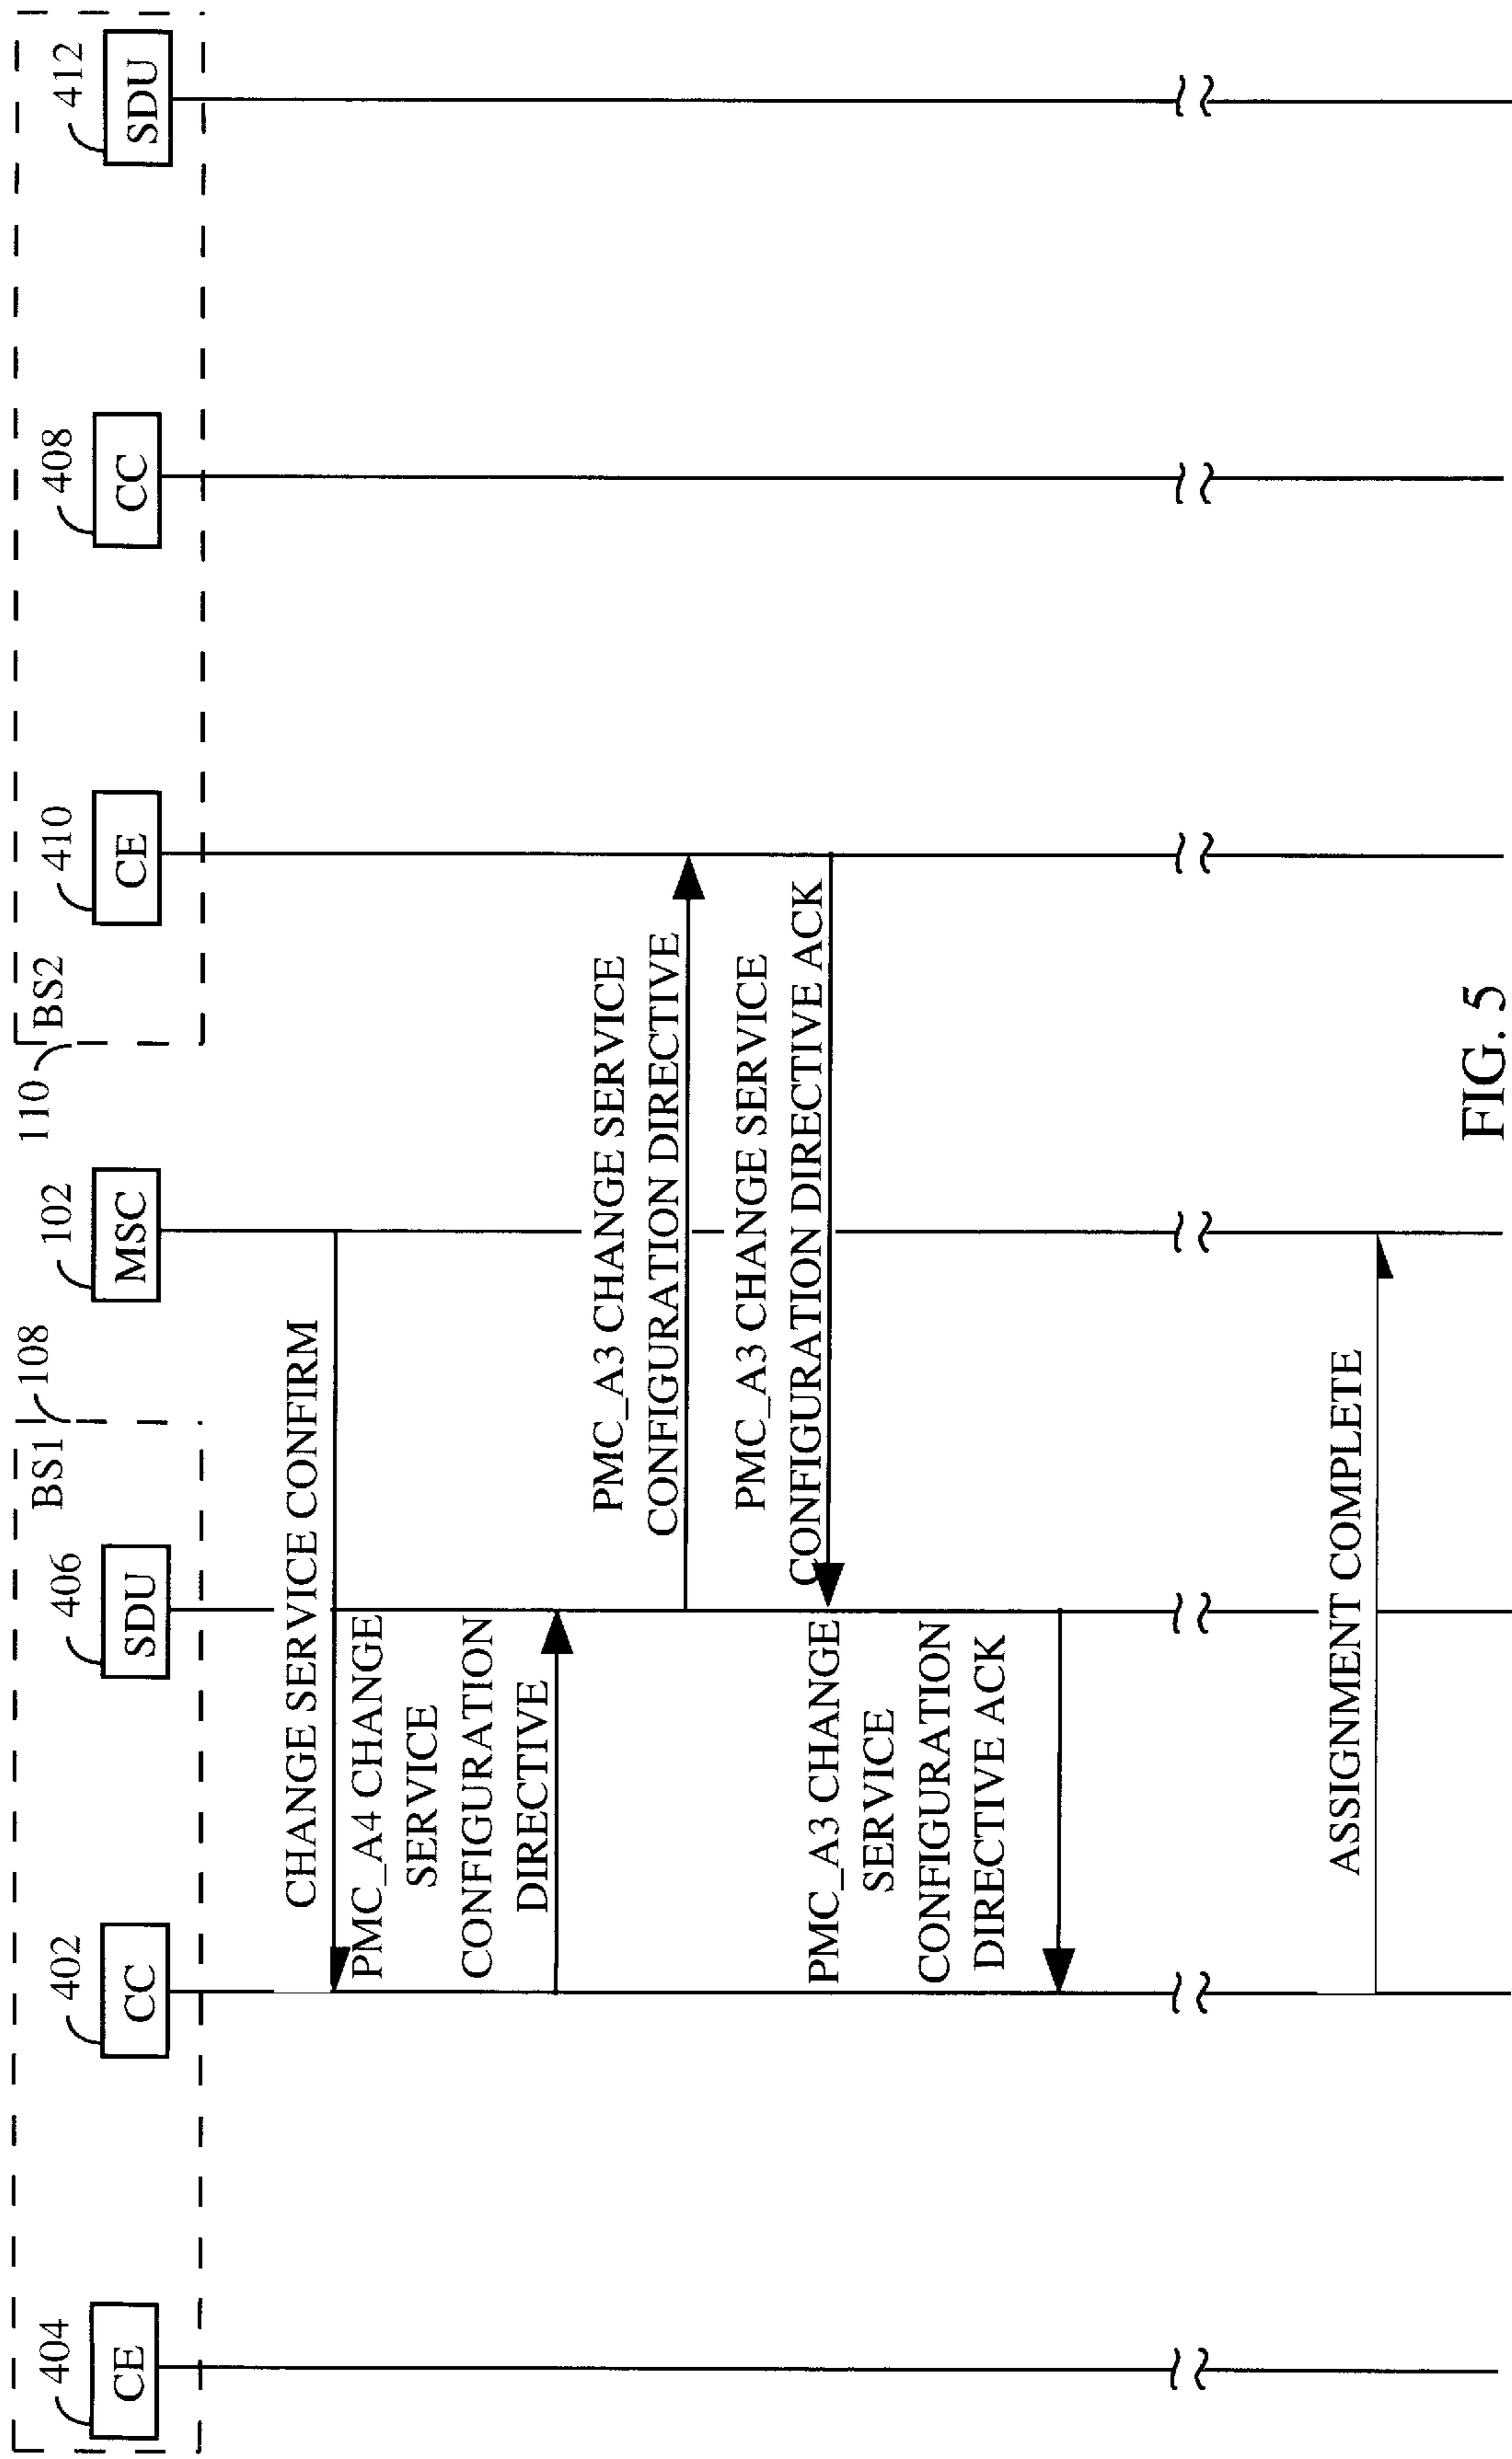 404
402
406
BS1
108
102
110
BS2
410
408
412
CE
CC
SDU
MSC
CE
CC
SDU
CHANGE SERVICE CONFIRM
PMC_A4 CHANGE
SERVICE
CONFIGURATION
DIRECTIVE
PMC_A3 CHANGE SERVICE
CONFIGURATION DIRECTIVE
PMC_A3 CHANGE SERVICE
CONFIGURATION DIRECTIVE ACK
PMC_A3 CHANGE
SERVICE
CONFIGURATION
DIRECTIVE ACK
ASSIGNMENT COMPLETE
FIG. 5